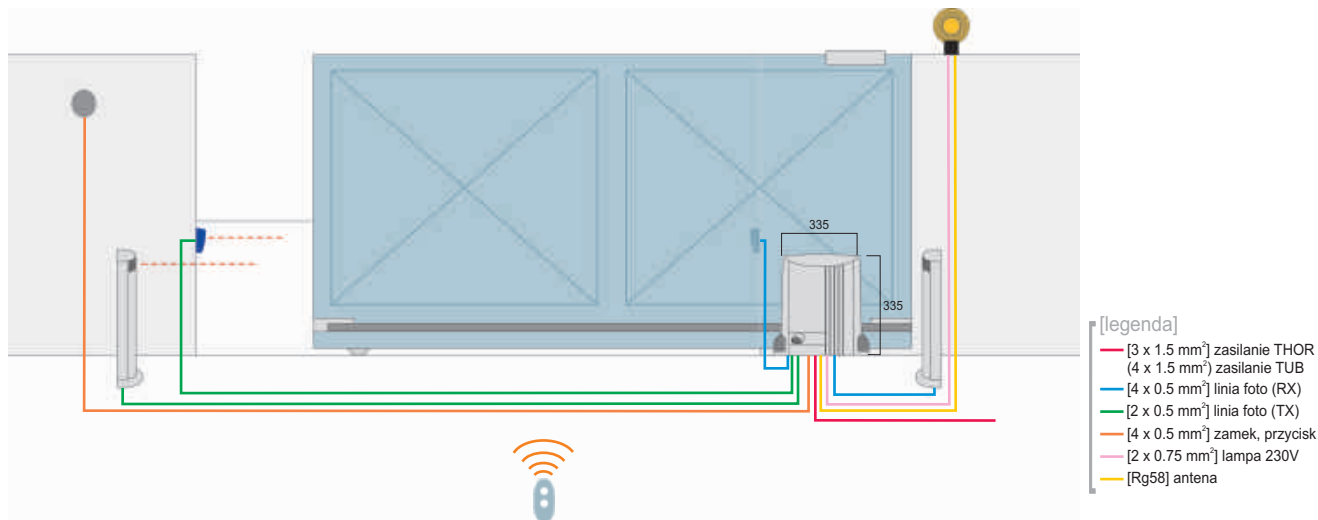 335
335
[legenda]
[3 x 1.5 mm²] zasilanie THOR
(4 x 1.5 mm²) zasilanie TUB
[4 x 0.5 mm²] linia foto (RX)
[2 x 0.5 mm²] linia foto (TX)
[4 x 0.5 mm²] zamek, przycisk
[2 x 0.75 mm²] lampa 230V
[Rg58] antena